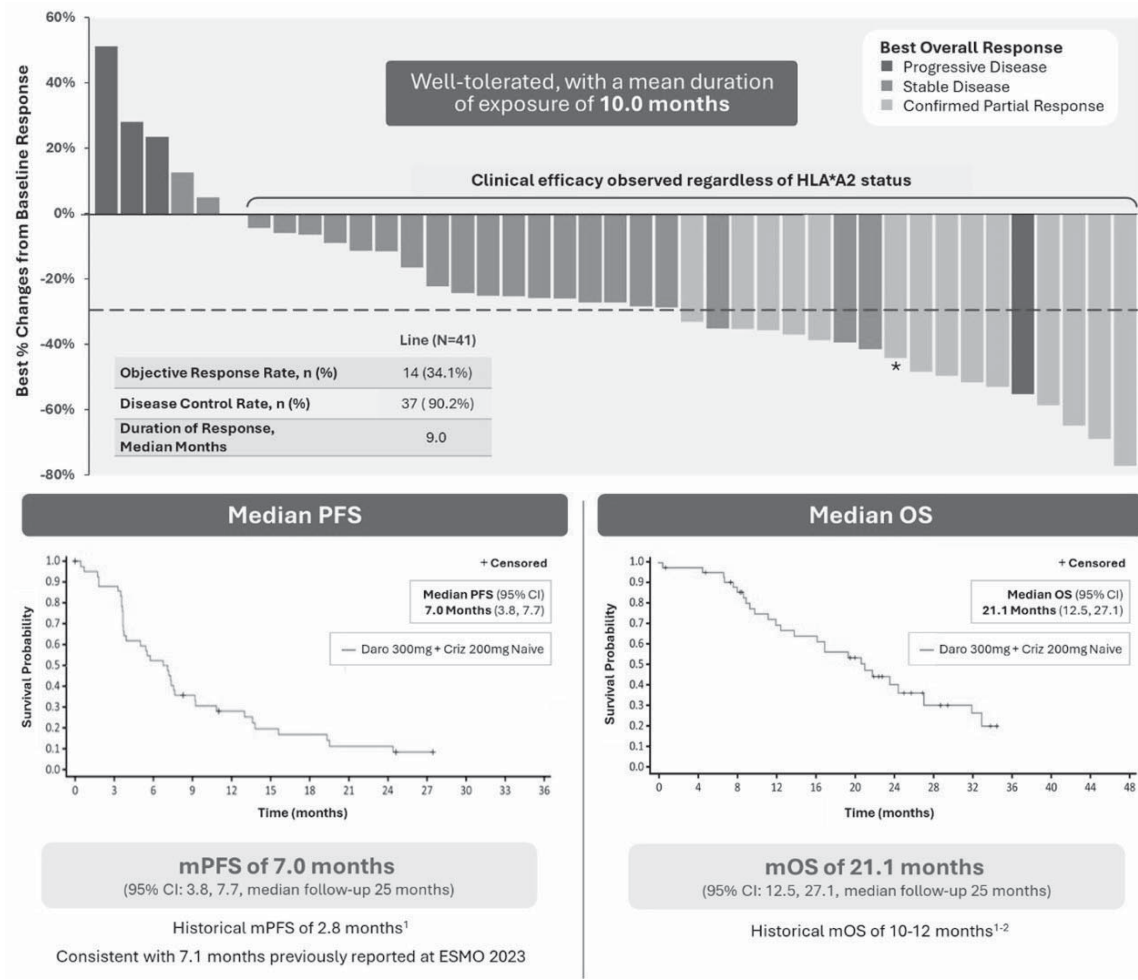 60%
40%
20%
0%
-20%
-40%
-60%
-80%
Best % Changes from Baseline Response
Well-tolerated, with a mean duration
of exposure of 10.0 months
Best Overall Response
Progressive Disease
Stable Disease
Confirmed Partial Response
Clinical efficacy observed regardless of HLA*A2 status
*
Line (N=41)
Objective Response Rate, n (%) 14 (34.1%)
Disease Control Rate, n (%) 37 ( 90.2%)
Duration of Response,
Median Months 9.0
Median PFS
+ Censored
Median PFS (95% CI)
7.0 Months (3.8, 7.7)
Daro 300mg + Criz 200mg Naive
Survival Probability
1.0
0.9
0.8
0.7
0.6
0.5
0.4
0.3
0.2
0.1
0.0
0 3 6 9 12 15 18 21 24 27 30 33 36
Time (months)
mPFS of 7.0 months
(95% CI: 3.8, 7.7, median follow-up 25 months)
Historical mPFS of 2.8 months¹
Consistent with 7.1 months previously reported at ESMO 2023
Median OS
+ Censored
Median OS (95% CI)
21.1 Months (12.5, 27.1)
Daro 300mg + Criz 200mg Naive
Survival Probability
1.0
0.9
0.8
0.7
0.6
0.5
0.4
0.3
0.2
0.1
0.0
0 4 8 12 16 20 24 28 32 36 40 44 48
Time (months)
mOS of 21.1 months
(95% CI: 12.5, 27.1, median follow-up 25 months)
Historical mOS of 10-12 months¹⁻²